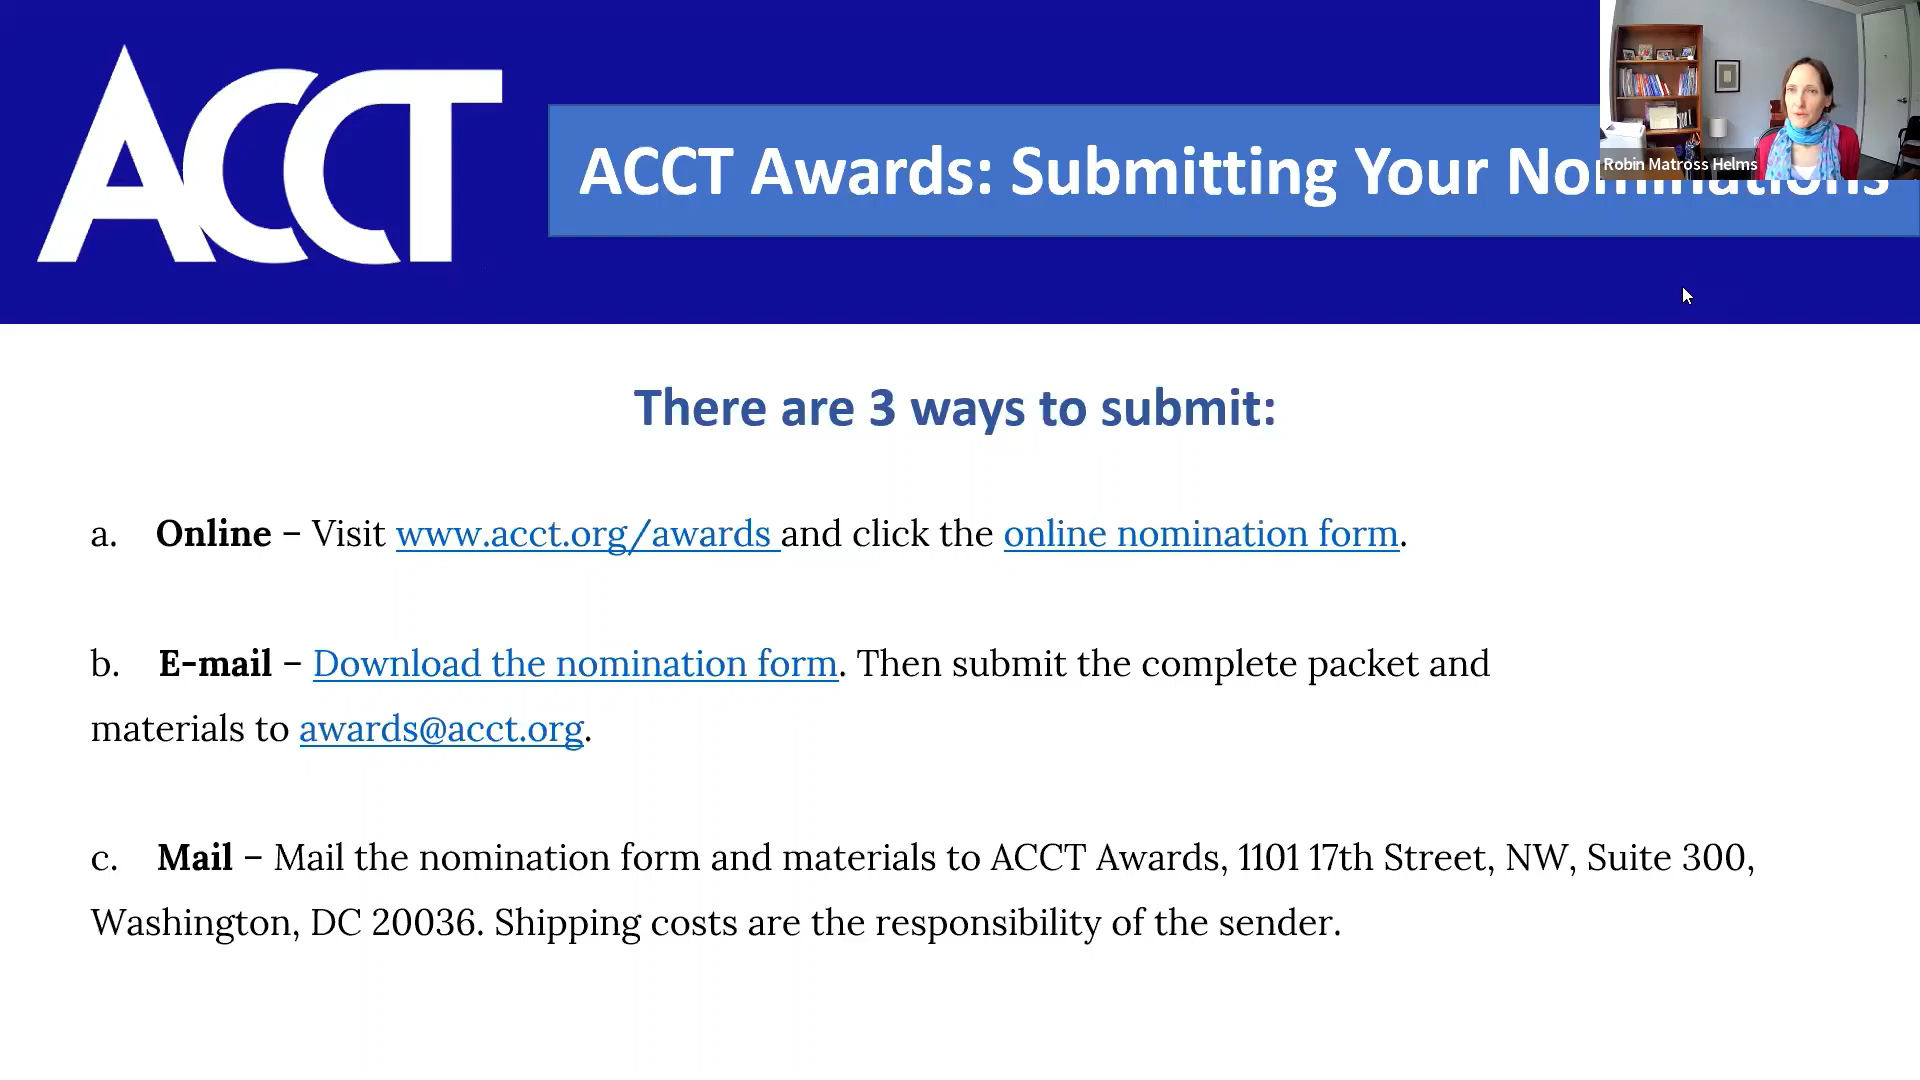 ACCT
ACCT Awards: Submitting Your Nominations
Robin Matross Helms
There are 3 ways to submit:
a. Online – Visit www.acct.org/awards and click the online nomination form.
b. E-mail – Download the nomination form. Then submit the complete packet and
materials to awards@acct.org.
c. Mail – Mail the nomination form and materials to ACCT Awards, 1101 17th Street, NW, Suite 300,
Washington, DC 20036. Shipping costs are the responsibility of the sender.